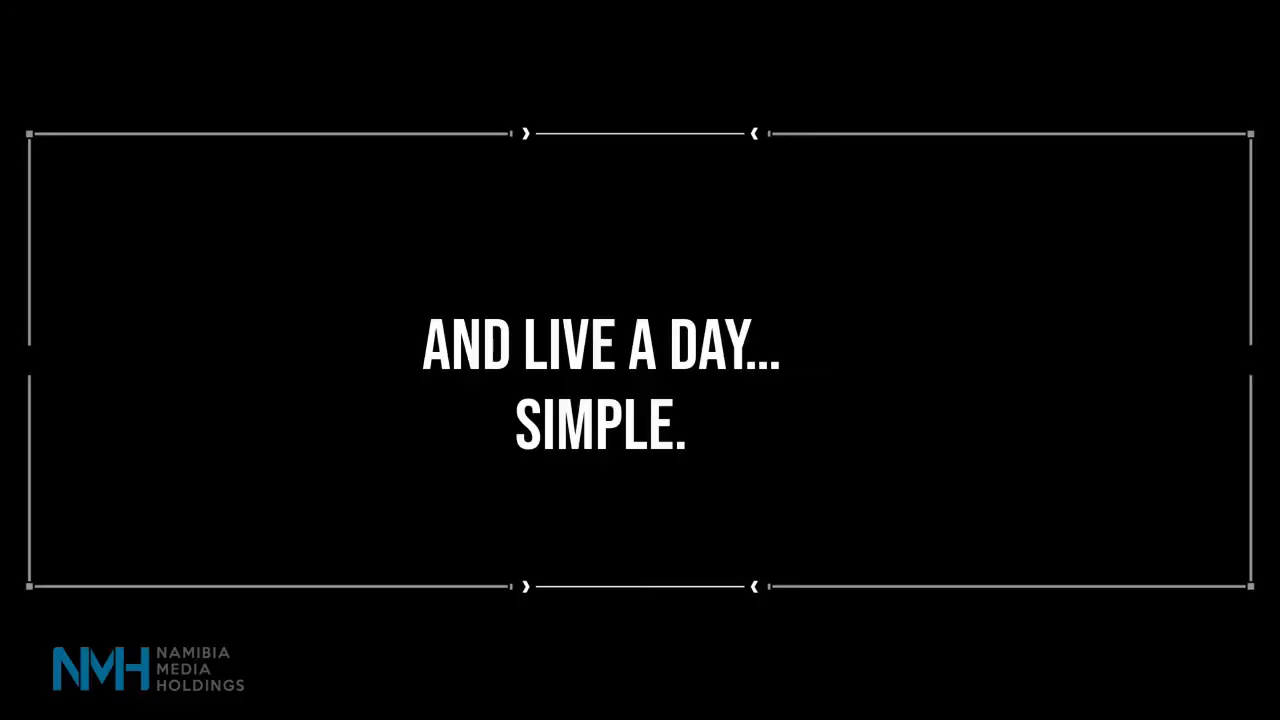 AND LIVE A DAY...
SIMPLE.
NMH
NAMIBIA
MEDIA
HOLDINGS